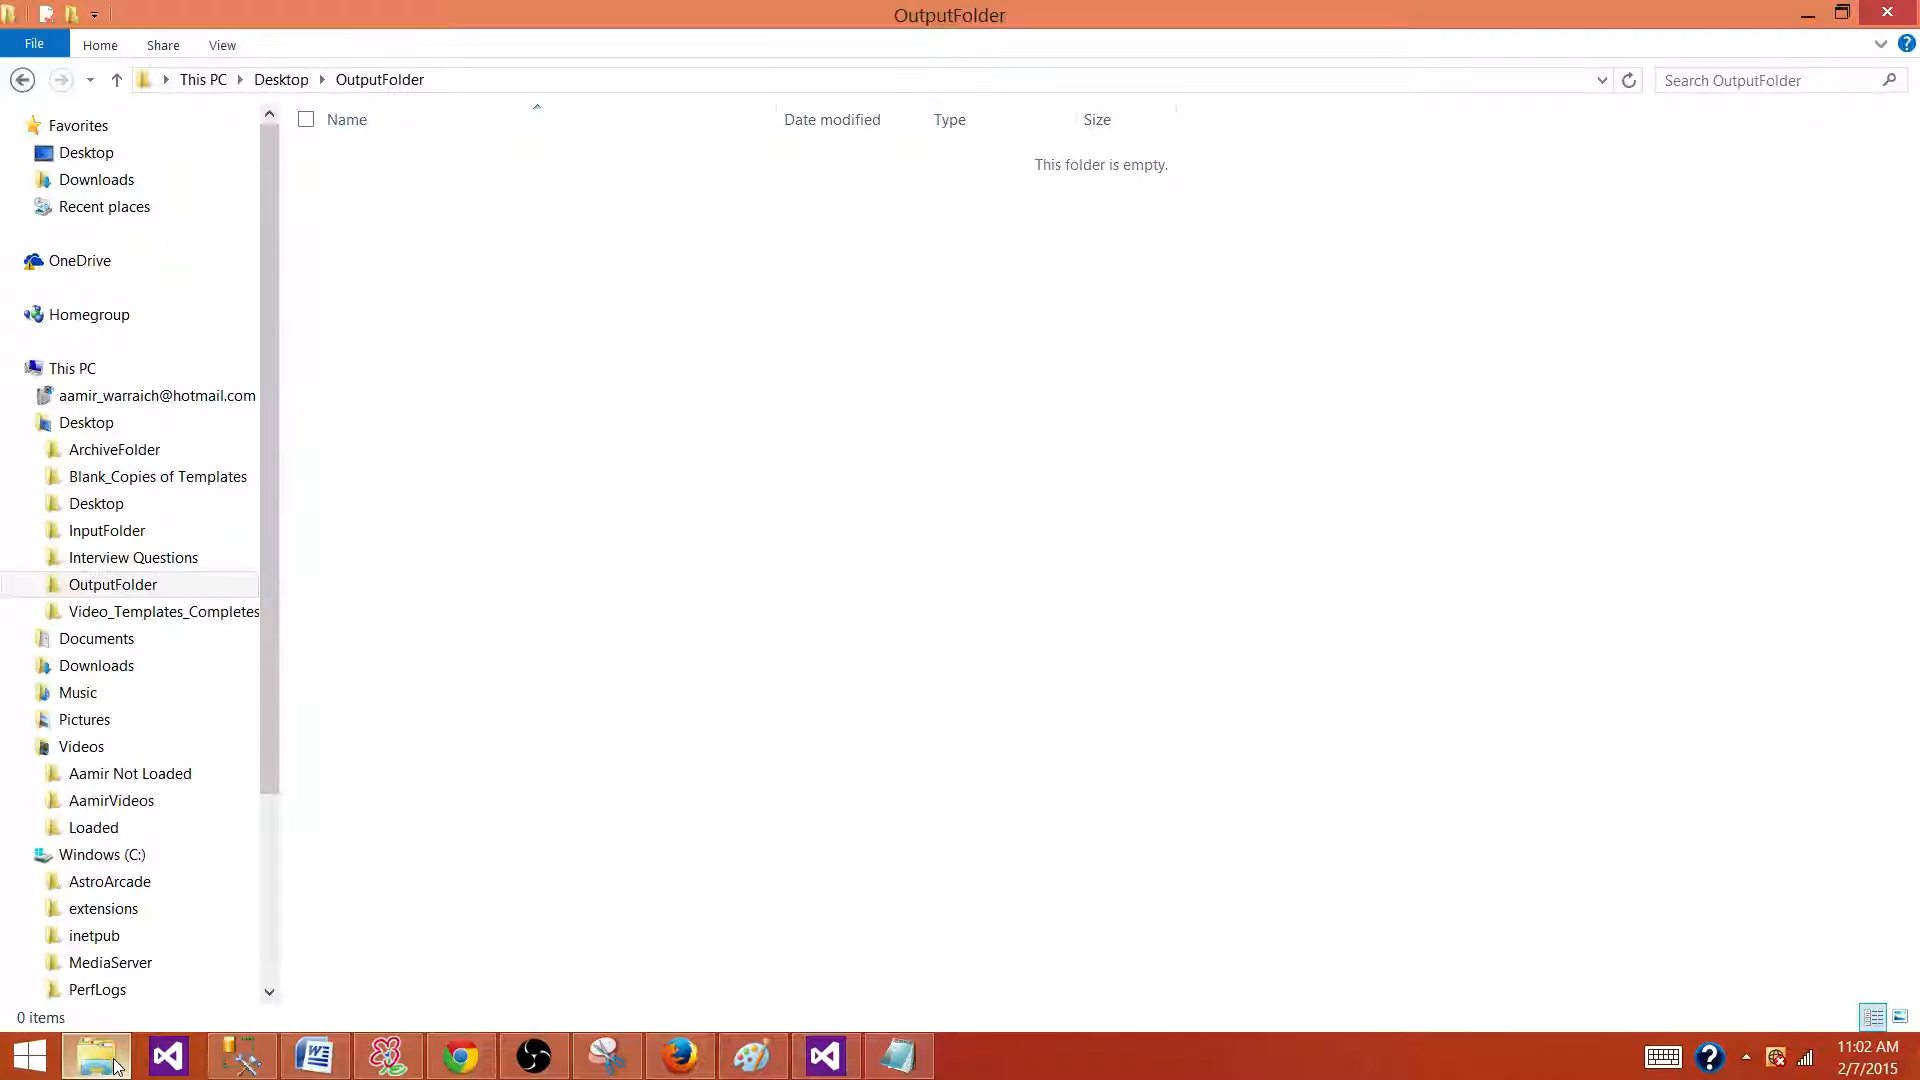 OutputFolder
File
Home
Share
View
This PC
Desktop
OutputFolder
Search OutputFolder
Name
Date modified
Type
Size
This folder is empty.
Favorites
Desktop
Downloads
Recent places
OneDrive
Homegroup
This PC
aamir_warraich@hotmail.com
Desktop
ArchiveFolder
Blank_Copies of Templates
Desktop
InputFolder
Interview Questions
OutputFolder
Video_Templates_Completes
Documents
Downloads
Music
Pictures
Videos
Aamir Not Loaded
AamirVideos
Loaded
Windows (C:)
AstroArcade
extensions
inetpub
MediaServer
PerfLogs
0 items
11:02 AM
2/7/2015